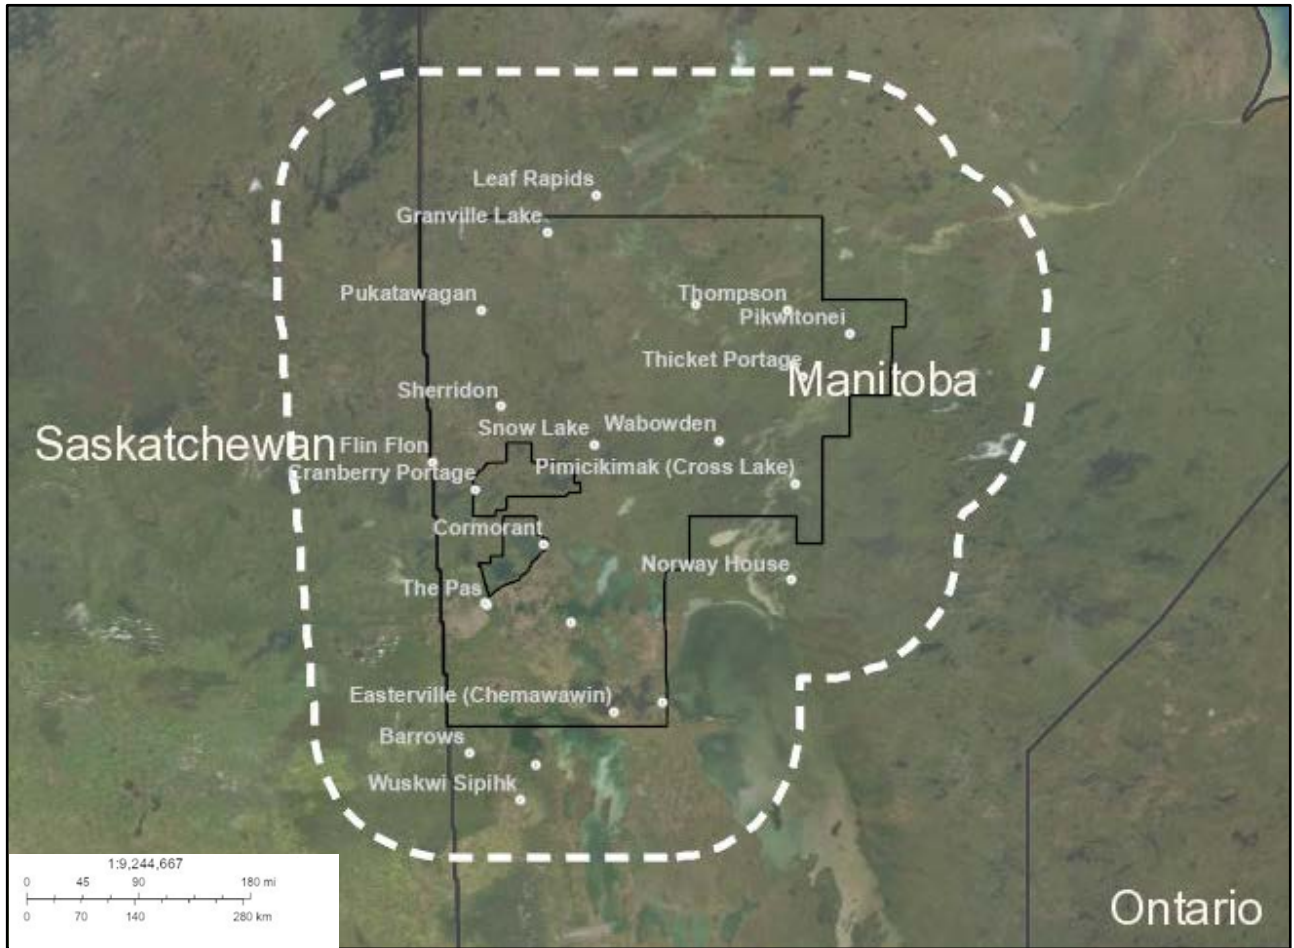 Leaf Rapids
Granville Lake
Pukatawagan
Thompson
Pikwitonei
Thicket Portage
Manitoba
Sherridon
Snow Lake
Wabowden
Saskatchewan
Flin Flon
Cranberry Portage
Pimicikimak (Cross Lake)
Cormorant
Norway House
The Pas
Easterville (Chemawawin)
Barrows
Wuskwi Sipihk
1:9,244,667
0 45 90 180 mi
0 70 140 280 km
Ontario